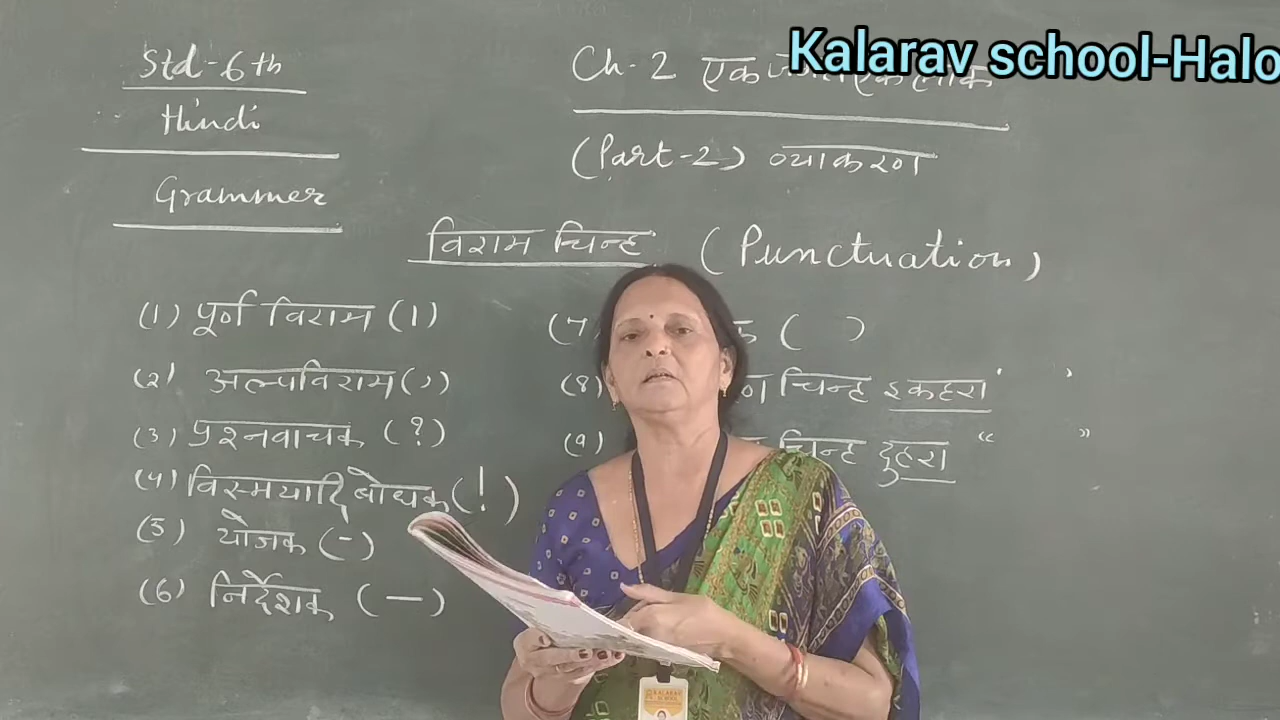 Kalarav school-Halo
Std-6th
Hindi
Grammer
Ch-2 एक
(Part-2) व्याकरण
विराम चिन्ह (Punctuation)
(1) पूर्ण विराम (।)
(2) अल्पविराम (,)
(3) प्रश्नवाचक (?)
(4) विस्मयादि बोधक (!)
(5) योजक (-)
(6) निर्देशक (—)
(7) क ( )
(8) ण चिन्ह इकहरा ' '
(9) चिन्ह दुहरा “ ”
KALARAV